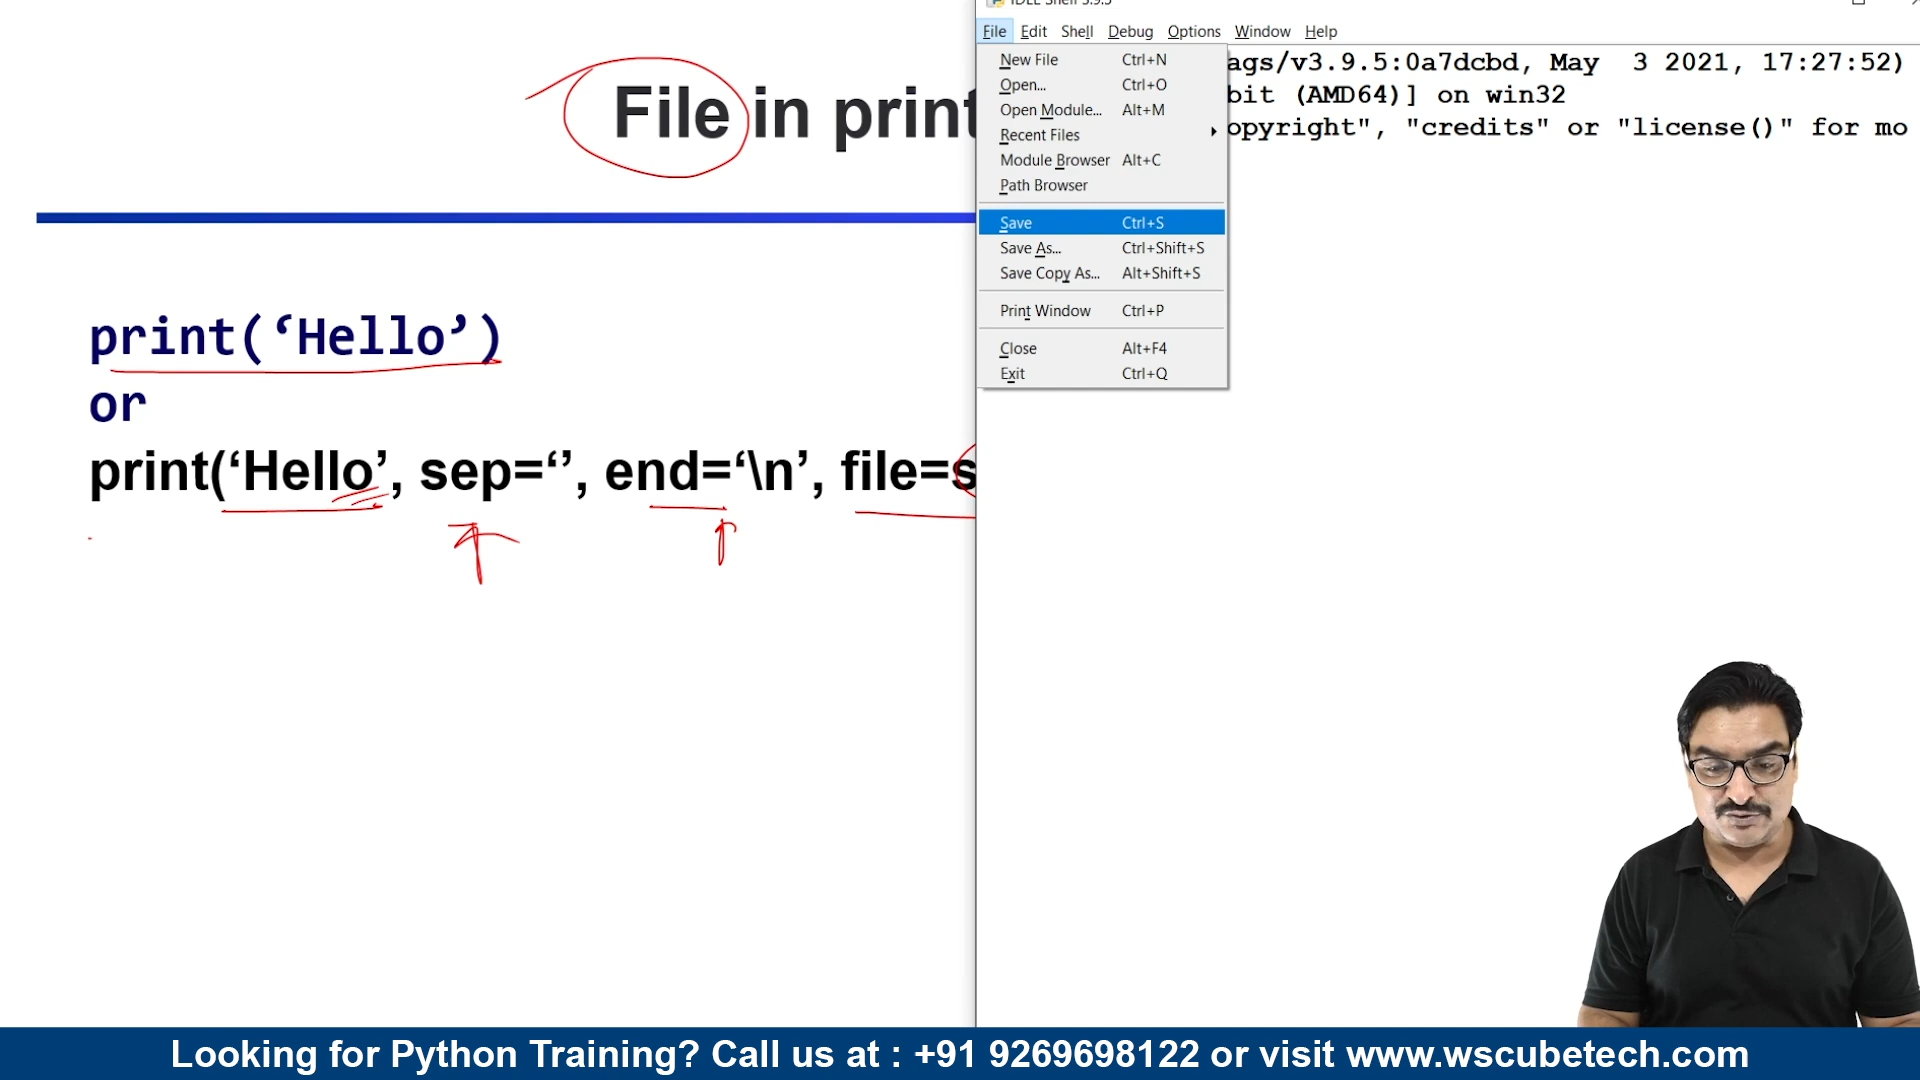 File in print
print(‘Hello’)
or
print(‘Hello’, sep=‘’, end=‘\n’, file=s
File Edit Shell Debug Options Window Help
New File Ctrl+N
Open... Ctrl+O
Open Module... Alt+M
Recent Files
Module Browser Alt+C
Path Browser
Save Ctrl+S
Save As... Ctrl+Shift+S
Save Copy As... Alt+Shift+S
Print Window Ctrl+P
Close Alt+F4
Exit Ctrl+Q
ags/v3.9.5:0a7dcbd, May 3 2021, 17:27:52)
bit (AMD64)] on win32
opyright", "credits" or "license()" for mo
Looking for Python Training? Call us at : +91 9269698122 or visit www.wscubetech.com